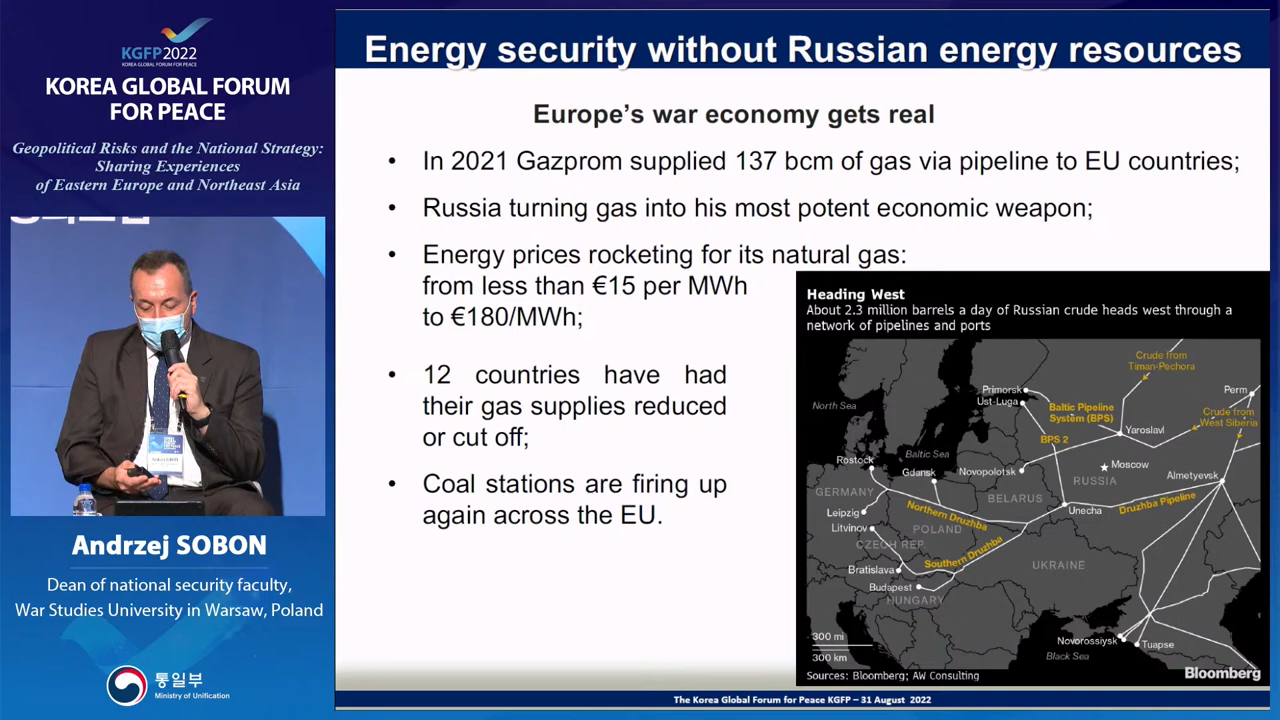 KGFP2022
KOREA GLOBAL FORUM FOR PEACE
KOREA GLOBAL FORUM
FOR PEACE
Geopolitical Risks and the National Strategy:
Sharing Experiences
of Eastern Europe and Northeast Asia
Andrzej SOBON
Dean of national security faculty,
War Studies University in Warsaw, Poland
통일부
Ministry of Unification
Energy security without Russian energy resources
Europe's war economy gets real
• In 2021 Gazprom supplied 137 bcm of gas via pipeline to EU countries;
• Russia turning gas into his most potent economic weapon;
• Energy prices rocketing for its natural gas:
from less than €15 per MWh
to €180/MWh;
• 12 countries have had
their gas supplies reduced
or cut off;
• Coal stations are firing up
again across the EU.
Heading West
About 2.3 million barrels a day of Russian crude heads west through a
network of pipelines and ports
Crude from
Timan-Pechora
Primorsk
Perm
Ust-Luga
North Sea
Baltic Pipeline
System (BPS)
Crude from
West Siberia
Yaroslavl
BPS 2
Baltic Sea
Rostock
Gdansk
Novopolotsk
Moscow
Almetyevsk
RUSSIA
GERMANY
BELARUS
Druzhba Pipeline
Leipzig
Northern Druzhba
Unecha
Litvinov
POLAND
CZECH REP.
Southern Druzhba
Bratislava
UKRAINE
Budapest
HUNGARY
300 mi
300 km
Novorossiysk
Tuapse
Black Sea
Sources: Bloomberg; AW Consulting
Bloomberg
The Korea Global Forum for Peace KGFP – 31 August 2022